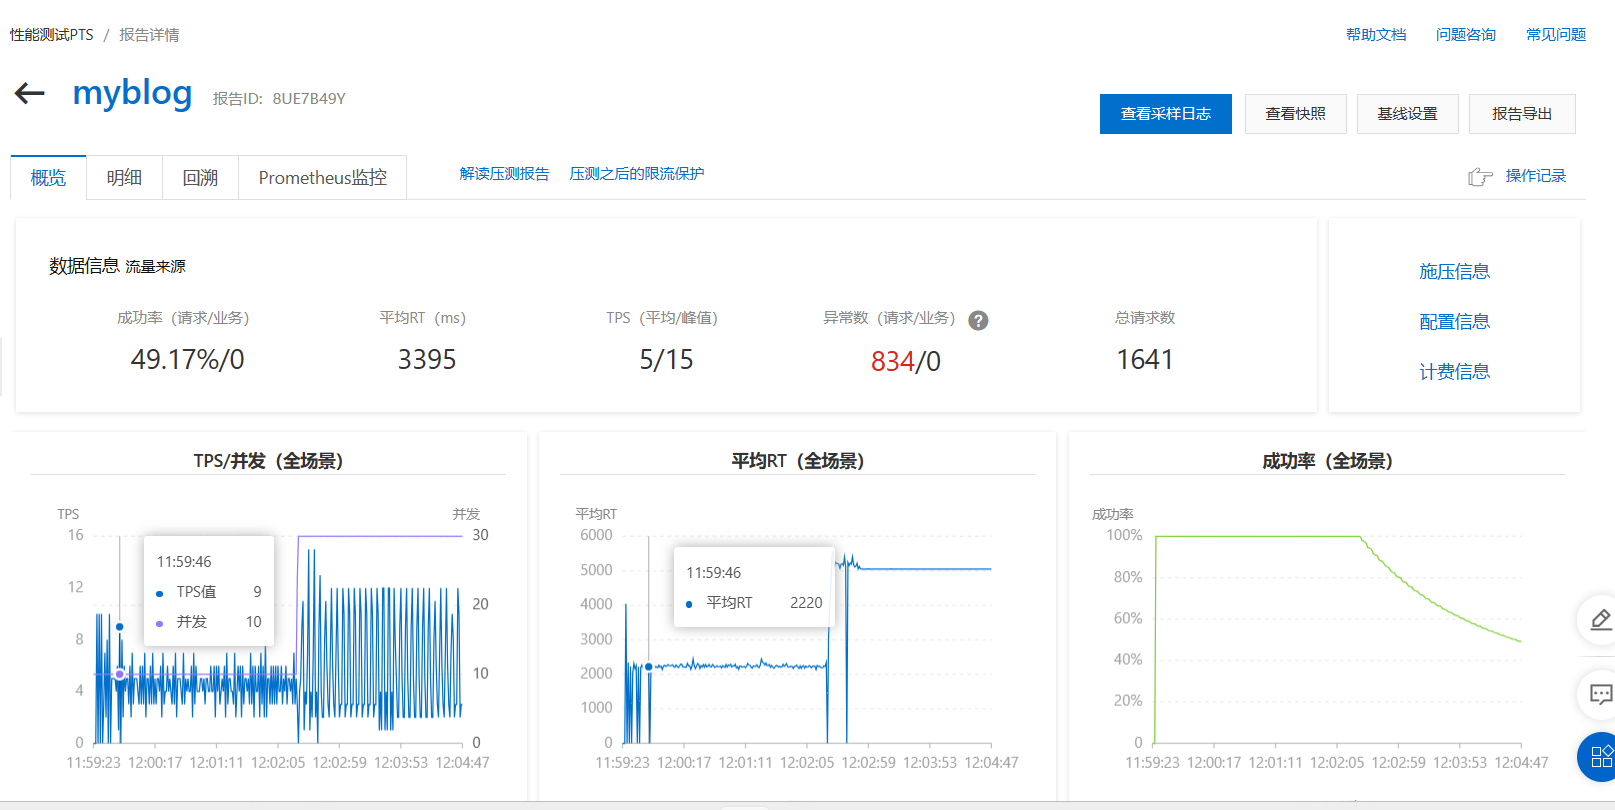 性能测试PTS / 报告详情
帮助文档 问题咨询 常见问题
myblog 报告ID: 8UE7B49Y
查看采样日志 查看快照 基线设置 报告导出
概览 明细 回溯 Prometheus监控 解读压测报告 压测之后的限流保护 操作记录
数据信息 流量来源
成功率（请求/业务） 平均RT（ms） TPS（平均/峰值） 异常数（请求/业务） ? 总请求数
49.17%/0 3395 5/15 834/0 1641
施压信息
配置信息
计费信息
TPS/并发（全场景）
TPS 并发
16 30
12 20
8 10
4 0
0
11:59:46
TPS值 9
并发 10
11:59:23 12:00:17 12:01:11 12:02:05 12:02:59 12:03:53 12:04:47
平均RT（全场景）
平均RT
6000
5000
4000
3000
2000
1000
0
11:59:46
平均RT 2220
11:59:23 12:00:17 12:01:11 12:02:05 12:02:59 12:03:53 12:04:47
成功率（全场景）
成功率
100%
80%
60%
40%
20%
0
11:59:23 12:00:17 12:01:11 12:02:05 12:02:59 12:03:53 12:04:47